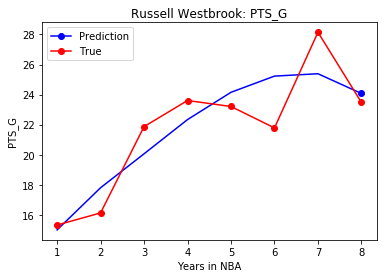 Russell Westbrook: PTS_G
Prediction
True
PTS_G
28
26
24
22
20
18
16
1 2 3 4 5 6 7 8
Years in NBA